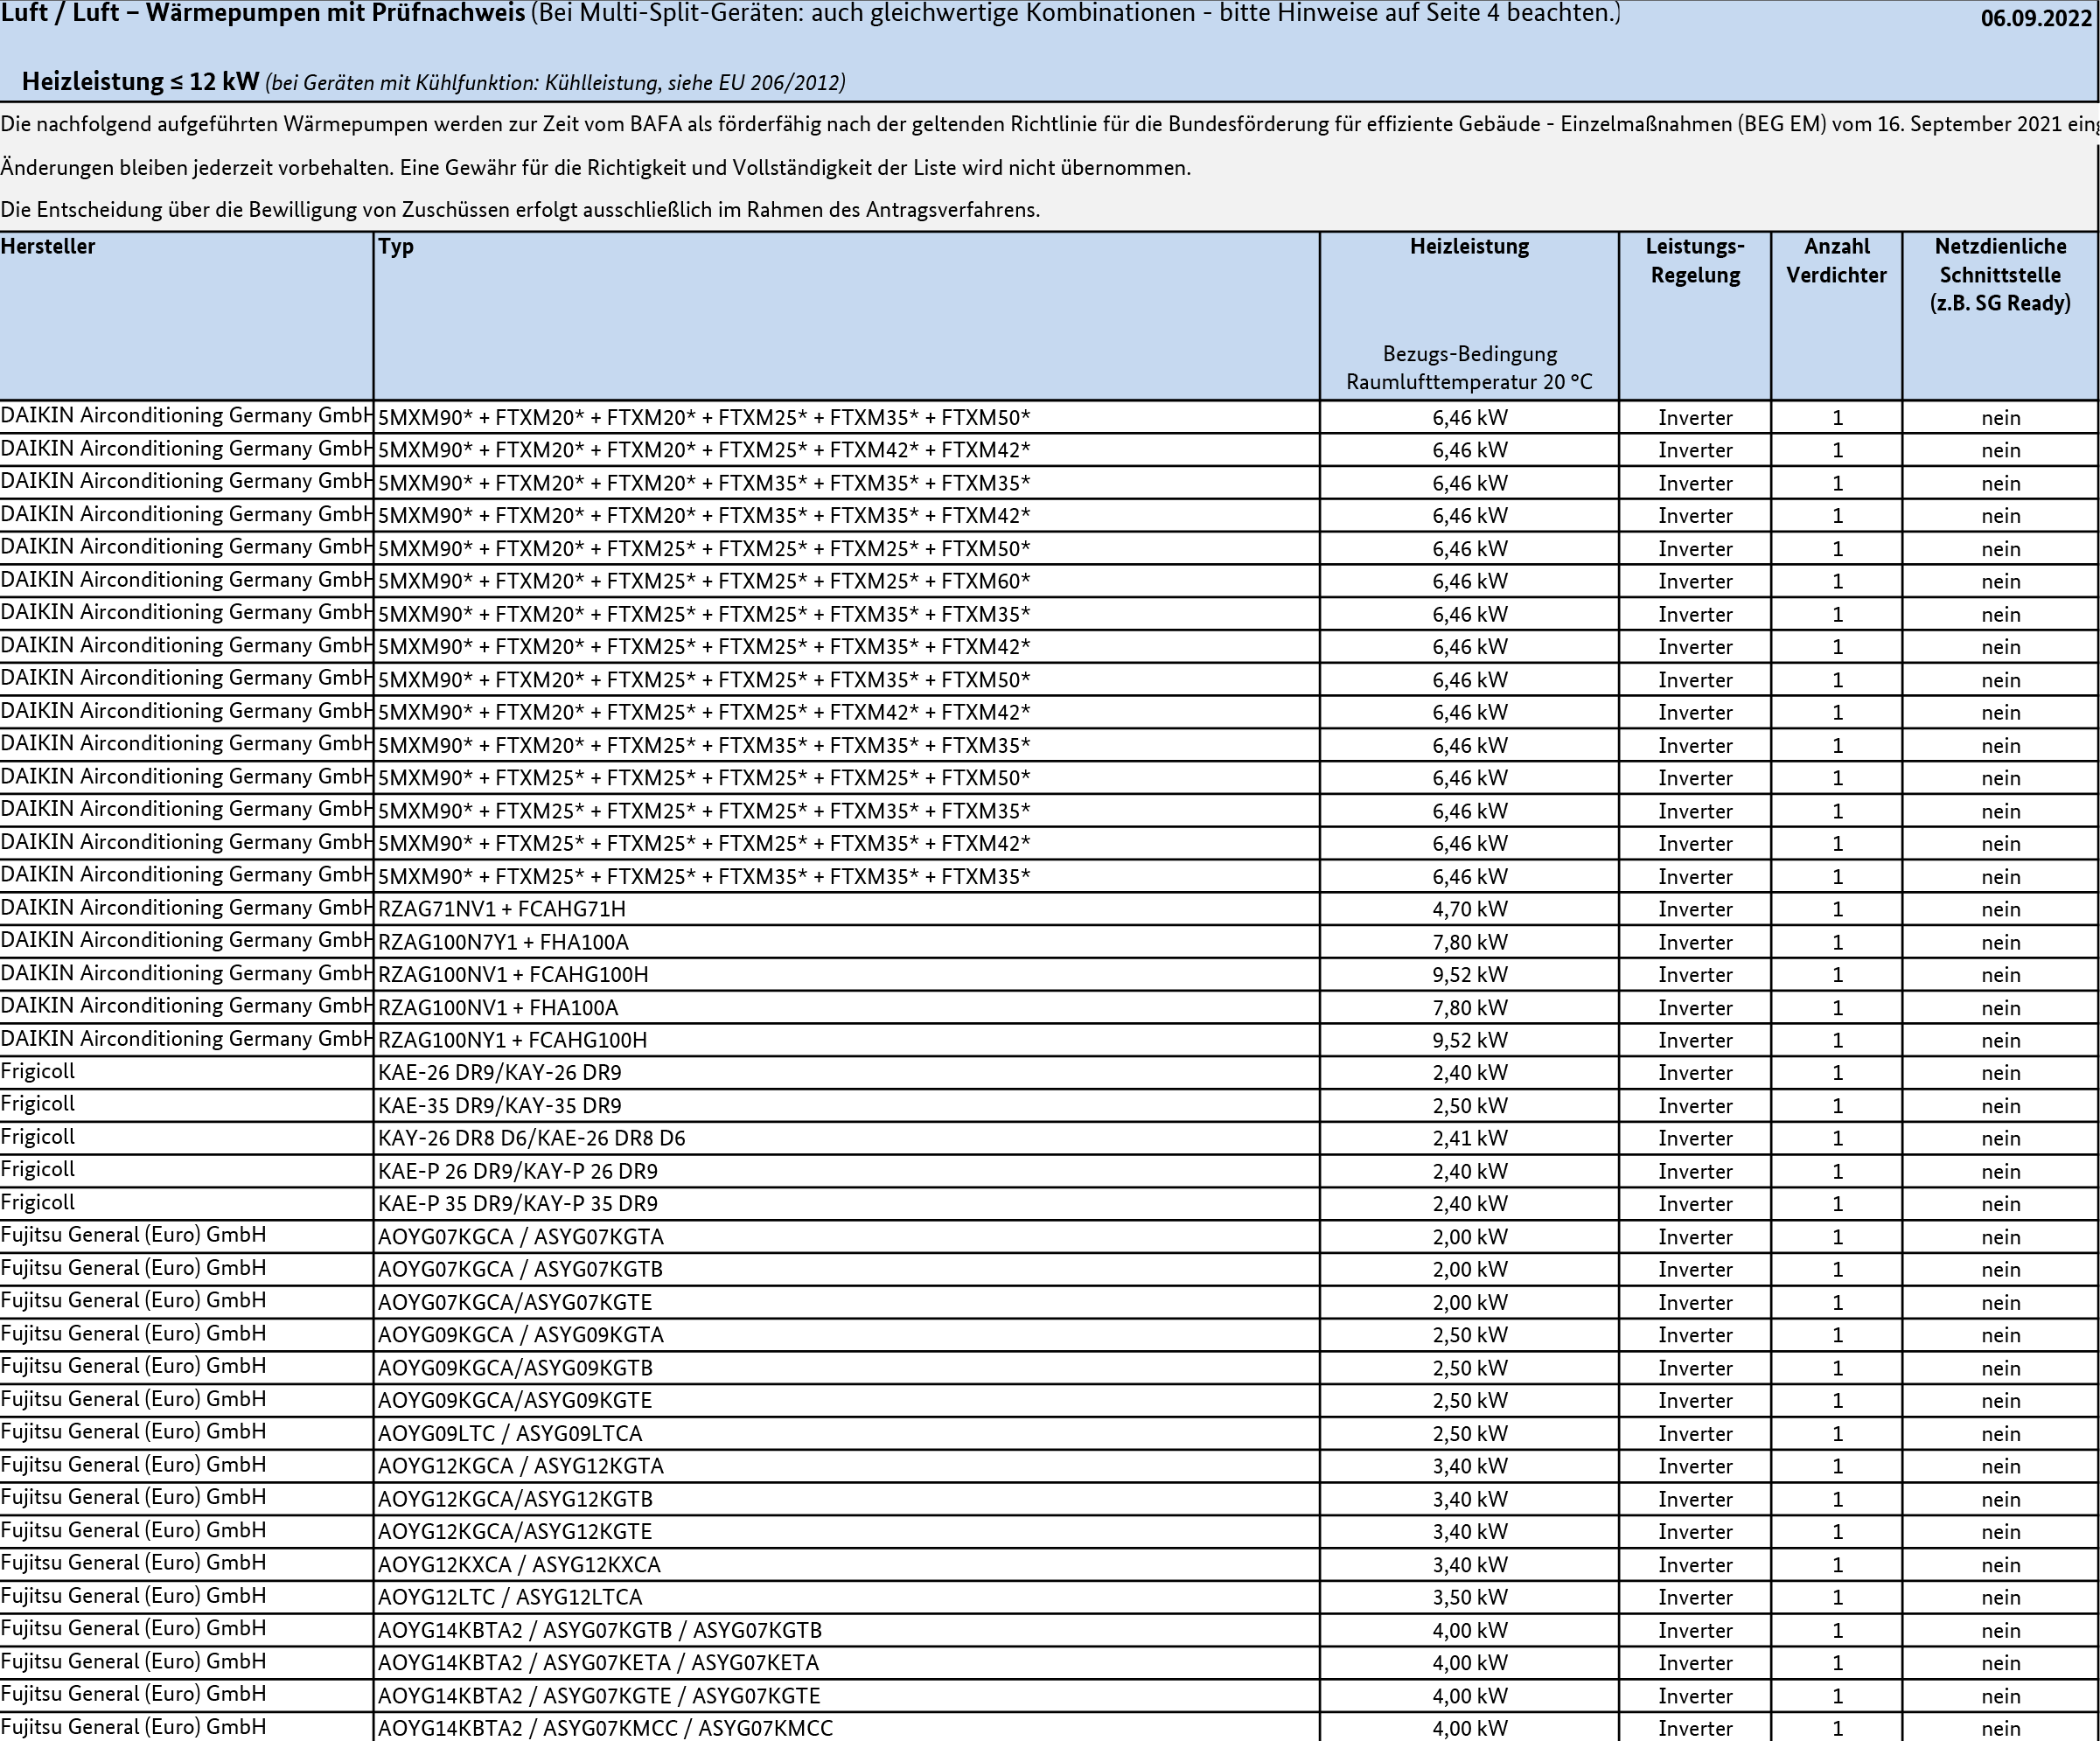 Luft / Luft – Wärmepumpen mit Prüfnachweis (Bei Multi-Split-Geräten: auch gleichwertige Kombinationen - bitte Hinweise auf Seite 4 beachten.) 06.09.2022
Heizleistung ≤ 12 kW (bei Geräten mit Kühlfunktion: Kühlleistung, siehe EU 206/2012)
Die nachfolgend aufgeführten Wärmepumpen werden zur Zeit vom BAFA als förderfähig nach der geltenden Richtlinie für die Bundesförderung für effiziente Gebäude - Einzelmaßnahmen (BEG EM) vom 16. September 2021
Änderungen bleiben jederzeit vorbehalten. Eine Gewähr für die Richtigkeit und Vollständigkeit der Liste wird nicht übernommen.
Die Entscheidung über die Bewilligung von Zuschüssen erfolgt ausschließlich im Rahmen des Antragsverfahrens.
Hersteller Typ Heizleistung Leistungs- Anzahl Netzdienliche
Regelung Verdichter Schnittstelle
(z.B. SG Ready)
Bezugs-Bedingung
Raumlufttemperatur 20 °C
DAIKIN Airconditioning Germany GmbH 5MXM90* + FTXM20* + FTXM20* + FTXM25* + FTXM35* + FTXM50* 6,46 kW Inverter 1 nein
DAIKIN Airconditioning Germany GmbH 5MXM90* + FTXM20* + FTXM20* + FTXM25* + FTXM42* + FTXM42* 6,46 kW Inverter 1 nein
DAIKIN Airconditioning Germany GmbH 5MXM90* + FTXM20* + FTXM20* + FTXM35* + FTXM35* + FTXM35* 6,46 kW Inverter 1 nein
DAIKIN Airconditioning Germany GmbH 5MXM90* + FTXM20* + FTXM20* + FTXM35* + FTXM35* + FTXM42* 6,46 kW Inverter 1 nein
DAIKIN Airconditioning Germany GmbH 5MXM90* + FTXM20* + FTXM25* + FTXM25* + FTXM25* + FTXM50* 6,46 kW Inverter 1 nein
DAIKIN Airconditioning Germany GmbH 5MXM90* + FTXM20* + FTXM25* + FTXM25* + FTXM25* + FTXM60* 6,46 kW Inverter 1 nein
DAIKIN Airconditioning Germany GmbH 5MXM90* + FTXM20* + FTXM25* + FTXM25* + FTXM35* + FTXM35* 6,46 kW Inverter 1 nein
DAIKIN Airconditioning Germany GmbH 5MXM90* + FTXM20* + FTXM25* + FTXM25* + FTXM35* + FTXM42* 6,46 kW Inverter 1 nein
DAIKIN Airconditioning Germany GmbH 5MXM90* + FTXM20* + FTXM25* + FTXM25* + FTXM35* + FTXM50* 6,46 kW Inverter 1 nein
DAIKIN Airconditioning Germany GmbH 5MXM90* + FTXM20* + FTXM25* + FTXM25* + FTXM42* + FTXM42* 6,46 kW Inverter 1 nein
DAIKIN Airconditioning Germany GmbH 5MXM90* + FTXM20* + FTXM25* + FTXM35* + FTXM35* + FTXM35* 6,46 kW Inverter 1 nein
DAIKIN Airconditioning Germany GmbH 5MXM90* + FTXM25* + FTXM25* + FTXM25* + FTXM25* + FTXM50* 6,46 kW Inverter 1 nein
DAIKIN Airconditioning Germany GmbH 5MXM90* + FTXM25* + FTXM25* + FTXM25* + FTXM35* + FTXM35* 6,46 kW Inverter 1 nein
DAIKIN Airconditioning Germany GmbH 5MXM90* + FTXM25* + FTXM25* + FTXM25* + FTXM35* + FTXM42* 6,46 kW Inverter 1 nein
DAIKIN Airconditioning Germany GmbH 5MXM90* + FTXM25* + FTXM25* + FTXM35* + FTXM35* + FTXM35* 6,46 kW Inverter 1 nein
DAIKIN Airconditioning Germany GmbH RZAG71NV1 + FCAHG71H 4,70 kW Inverter 1 nein
DAIKIN Airconditioning Germany GmbH RZAG100N7Y1 + FHA100A 7,80 kW Inverter 1 nein
DAIKIN Airconditioning Germany GmbH RZAG100NV1 + FCAHG100H 9,52 kW Inverter 1 nein
DAIKIN Airconditioning Germany GmbH RZAG100NV1 + FHA100A 7,80 kW Inverter 1 nein
DAIKIN Airconditioning Germany GmbH RZAG100NY1 + FCAHG100H 9,52 kW Inverter 1 nein
Frigicoll KAE-26 DR9/KAY-26 DR9 2,40 kW Inverter 1 nein
Frigicoll KAE-35 DR9/KAY-35 DR9 2,50 kW Inverter 1 nein
Frigicoll KAY-26 DR8 D6/KAE-26 DR8 D6 2,41 kW Inverter 1 nein
Frigicoll KAE-P 26 DR9/KAY-P 26 DR9 2,40 kW Inverter 1 nein
Frigicoll KAE-P 35 DR9/KAY-P 35 DR9 2,40 kW Inverter 1 nein
Fujitsu General (Euro) GmbH AOYG07KGCA / ASYG07KGTA 2,00 kW Inverter 1 nein
Fujitsu General (Euro) GmbH AOYG07KGCA / ASYG07KGTB 2,00 kW Inverter 1 nein
Fujitsu General (Euro) GmbH AOYG07KGCA/ASYG07KGTE 2,00 kW Inverter 1 nein
Fujitsu General (Euro) GmbH AOYG09KGCA / ASYG09KGTA 2,50 kW Inverter 1 nein
Fujitsu General (Euro) GmbH AOYG09KGCA/ASYG09KGTB 2,50 kW Inverter 1 nein
Fujitsu General (Euro) GmbH AOYG09KGCA/ASYG09KGTE 2,50 kW Inverter 1 nein
Fujitsu General (Euro) GmbH AOYG09LTC / ASYG09LTCA 2,50 kW Inverter 1 nein
Fujitsu General (Euro) GmbH AOYG12KGCA / ASYG12KGTA 3,40 kW Inverter 1 nein
Fujitsu General (Euro) GmbH AOYG12KGCA/ASYG12KGTB 3,40 kW Inverter 1 nein
Fujitsu General (Euro) GmbH AOYG12KGCA/ASYG12KGTE 3,40 kW Inverter 1 nein
Fujitsu General (Euro) GmbH AOYG12KXCA / ASYG12KXCA 3,40 kW Inverter 1 nein
Fujitsu General (Euro) GmbH AOYG12LTC / ASYG12LTCA 3,50 kW Inverter 1 nein
Fujitsu General (Euro) GmbH AOYG14KBTA2 / ASYG07KGTB / ASYG07KGTB 4,00 kW Inverter 1 nein
Fujitsu General (Euro) GmbH AOYG14KBTA2 / ASYG07KETA / ASYG07KETA 4,00 kW Inverter 1 nein
Fujitsu General (Euro) GmbH AOYG14KBTA2 / ASYG07KGTE / ASYG07KGTE 4,00 kW Inverter 1 nein
Fujitsu General (Euro) GmbH AOYG14KBTA2 / ASYG07KMCC / ASYG07KMCC 4,00 kW Inverter 1 nein